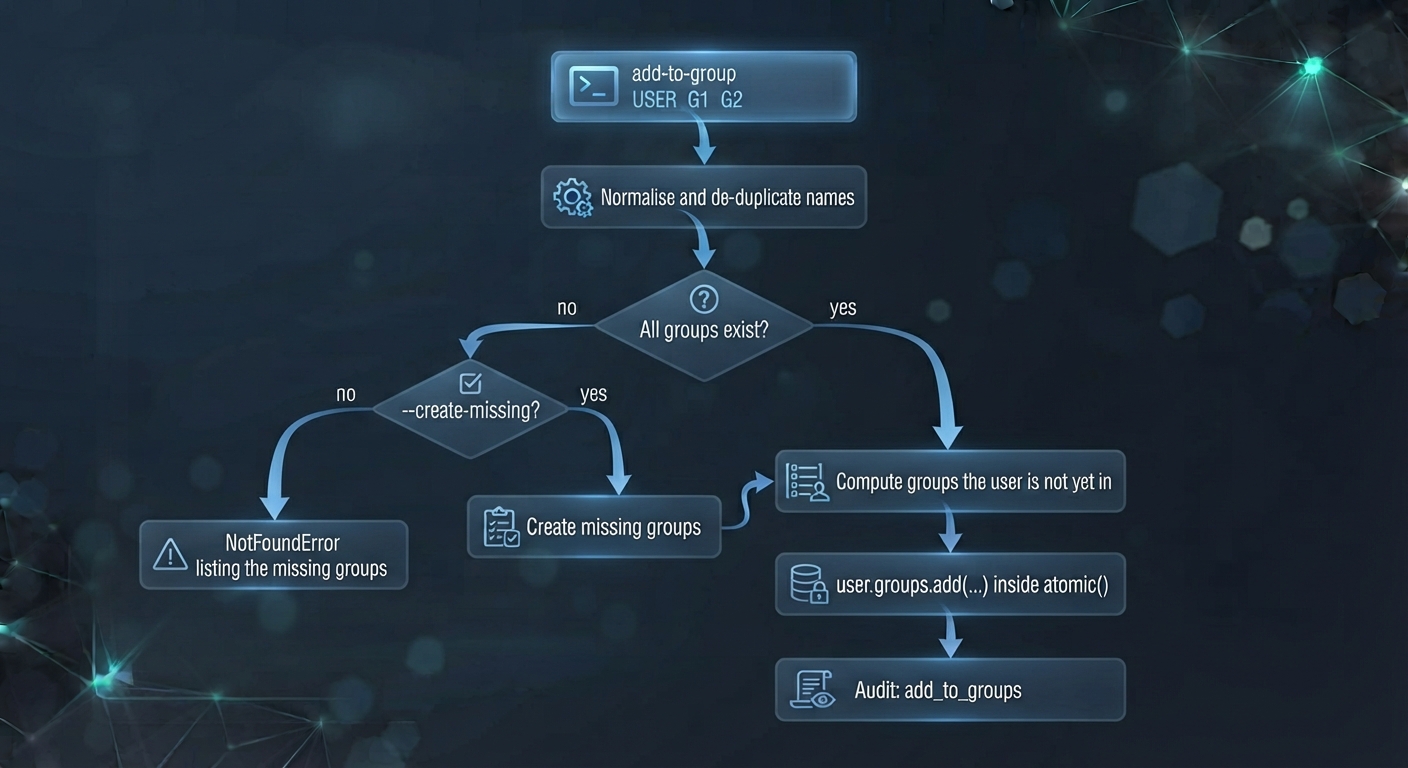 >_
add-to-group
USER G1 G2
Normalise and de-duplicate names
?
All groups exist?
no
yes
--create-missing?
no
yes
Compute groups the user is not yet in
Create missing groups
NotFoundError
listing the missing groups
user.groups.add(...) inside atomic()
Audit: add_to_groups